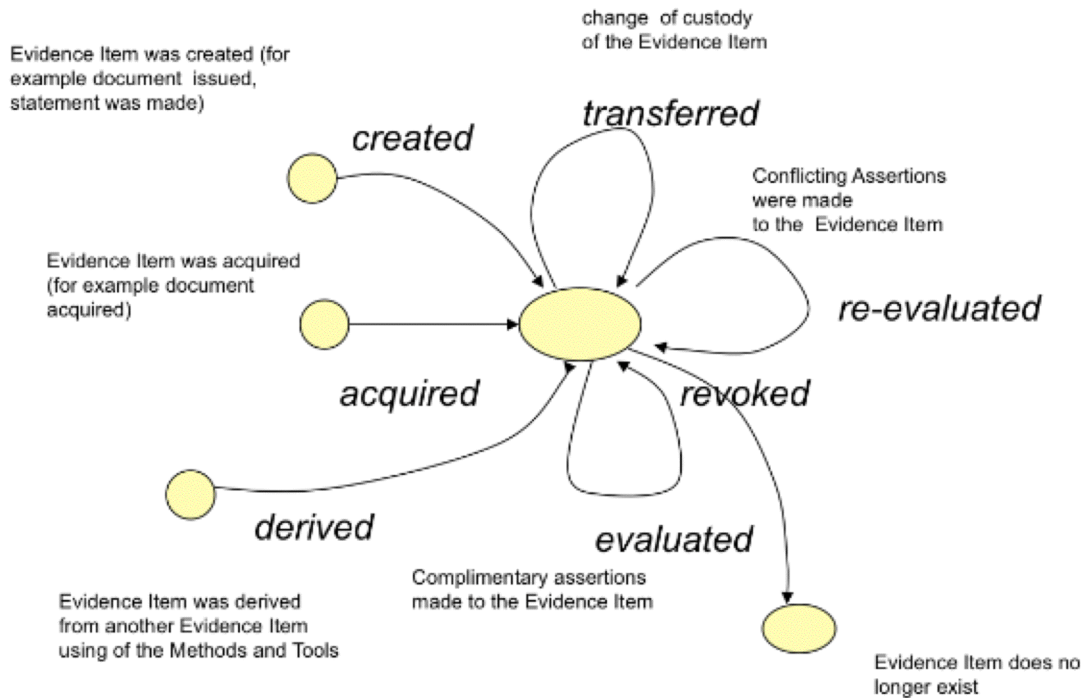 change  of custody
of the Evidence Item
Evidence Item was created (for
example document  issued,
statement was made)
transferred
created
Conflicting Assertions
were made
to the  Evidence Item
Evidence Item was acquired
(for example document
acquired)
re-evaluated
acquired
revoked
derived
evaluated
Complimentary assertions
made to the Evidence Item
Evidence Item was derived
from another Evidence Item
using of the Methods and Tools
Evidence Item does no
longer exist